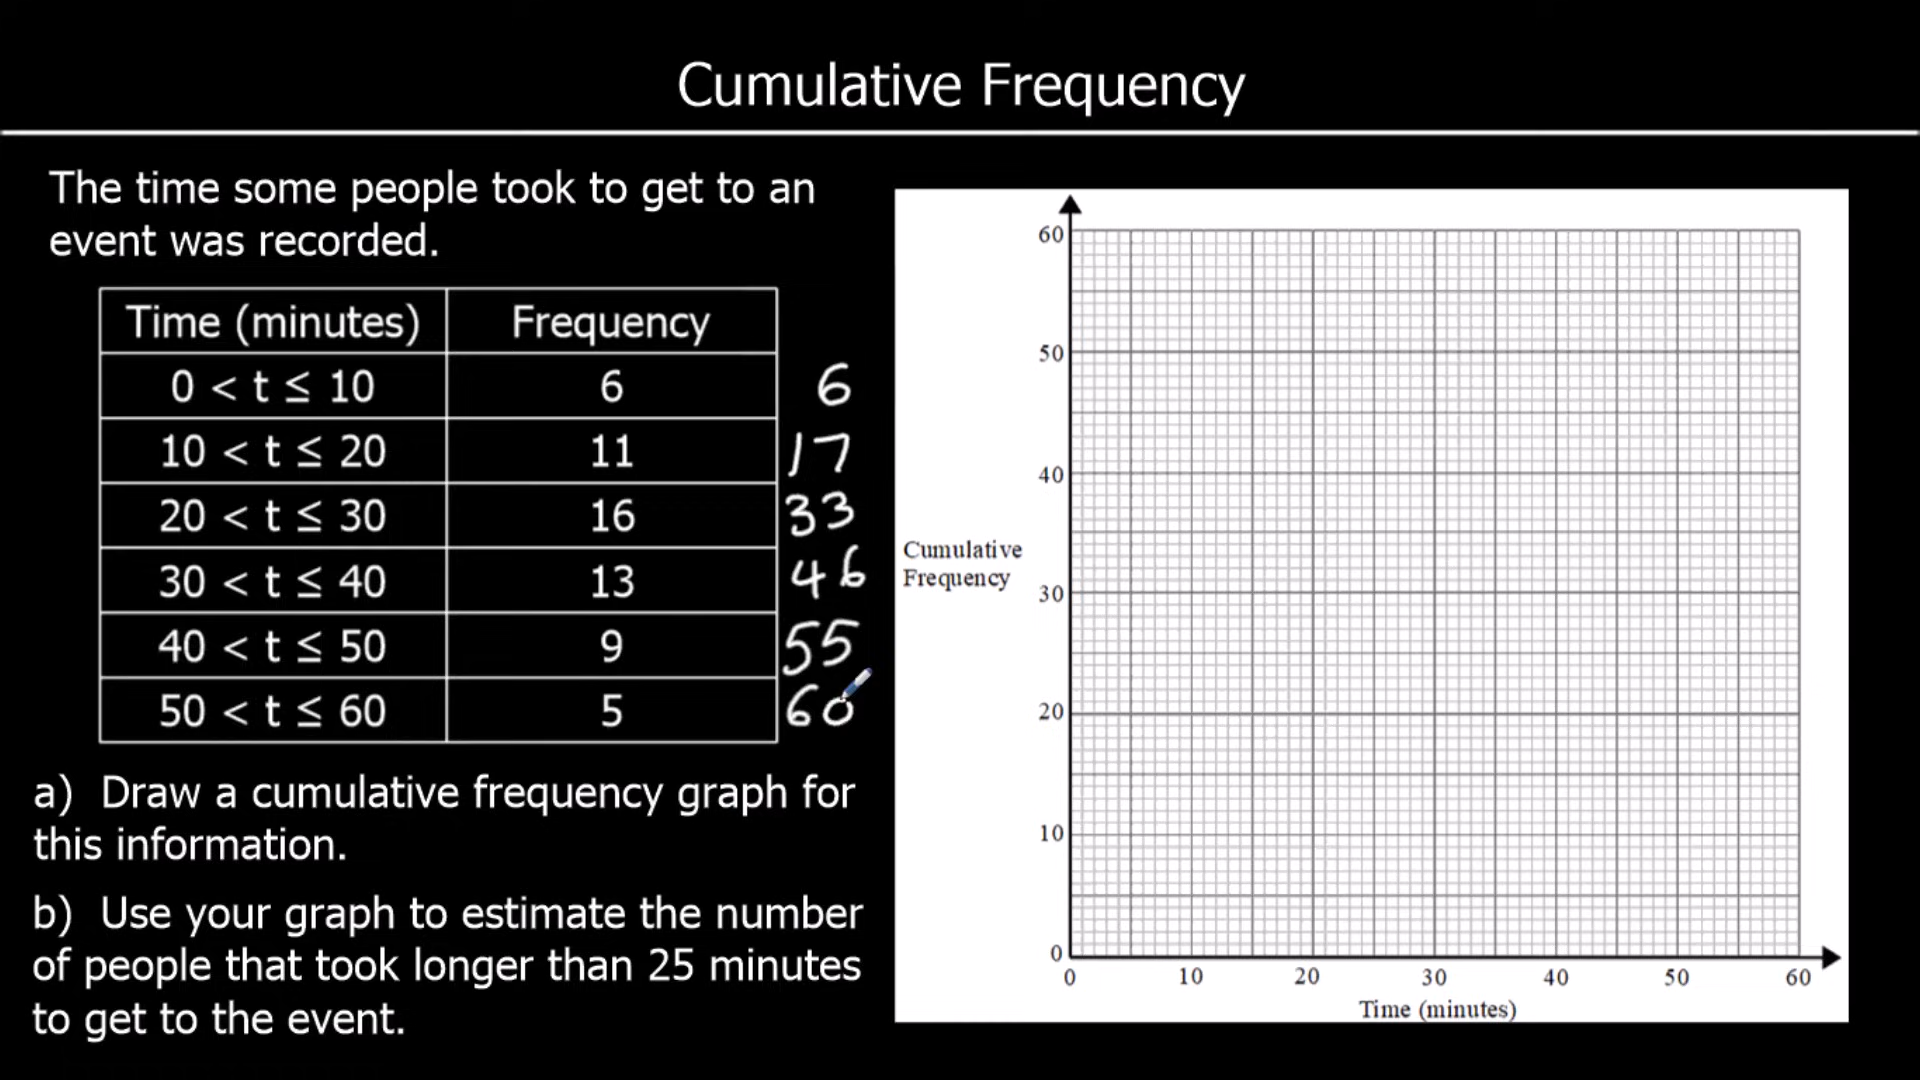 Cumulative Frequency
The time some people took to get to an
event was recorded.
Time (minutes) Frequency
0 < t ≤ 10 6 6
10 < t ≤ 20 11 17
20 < t ≤ 30 16 33
30 < t ≤ 40 13 46
40 < t ≤ 50 9 55
50 < t ≤ 60 5 60
a) Draw a cumulative frequency graph for
this information.
b) Use your graph to estimate the number
of people that took longer than 25 minutes
to get to the event.
60
50
40
Cumulative
Frequency
30
20
10
0
0 10 20 30 40 50 60
Time (minutes)